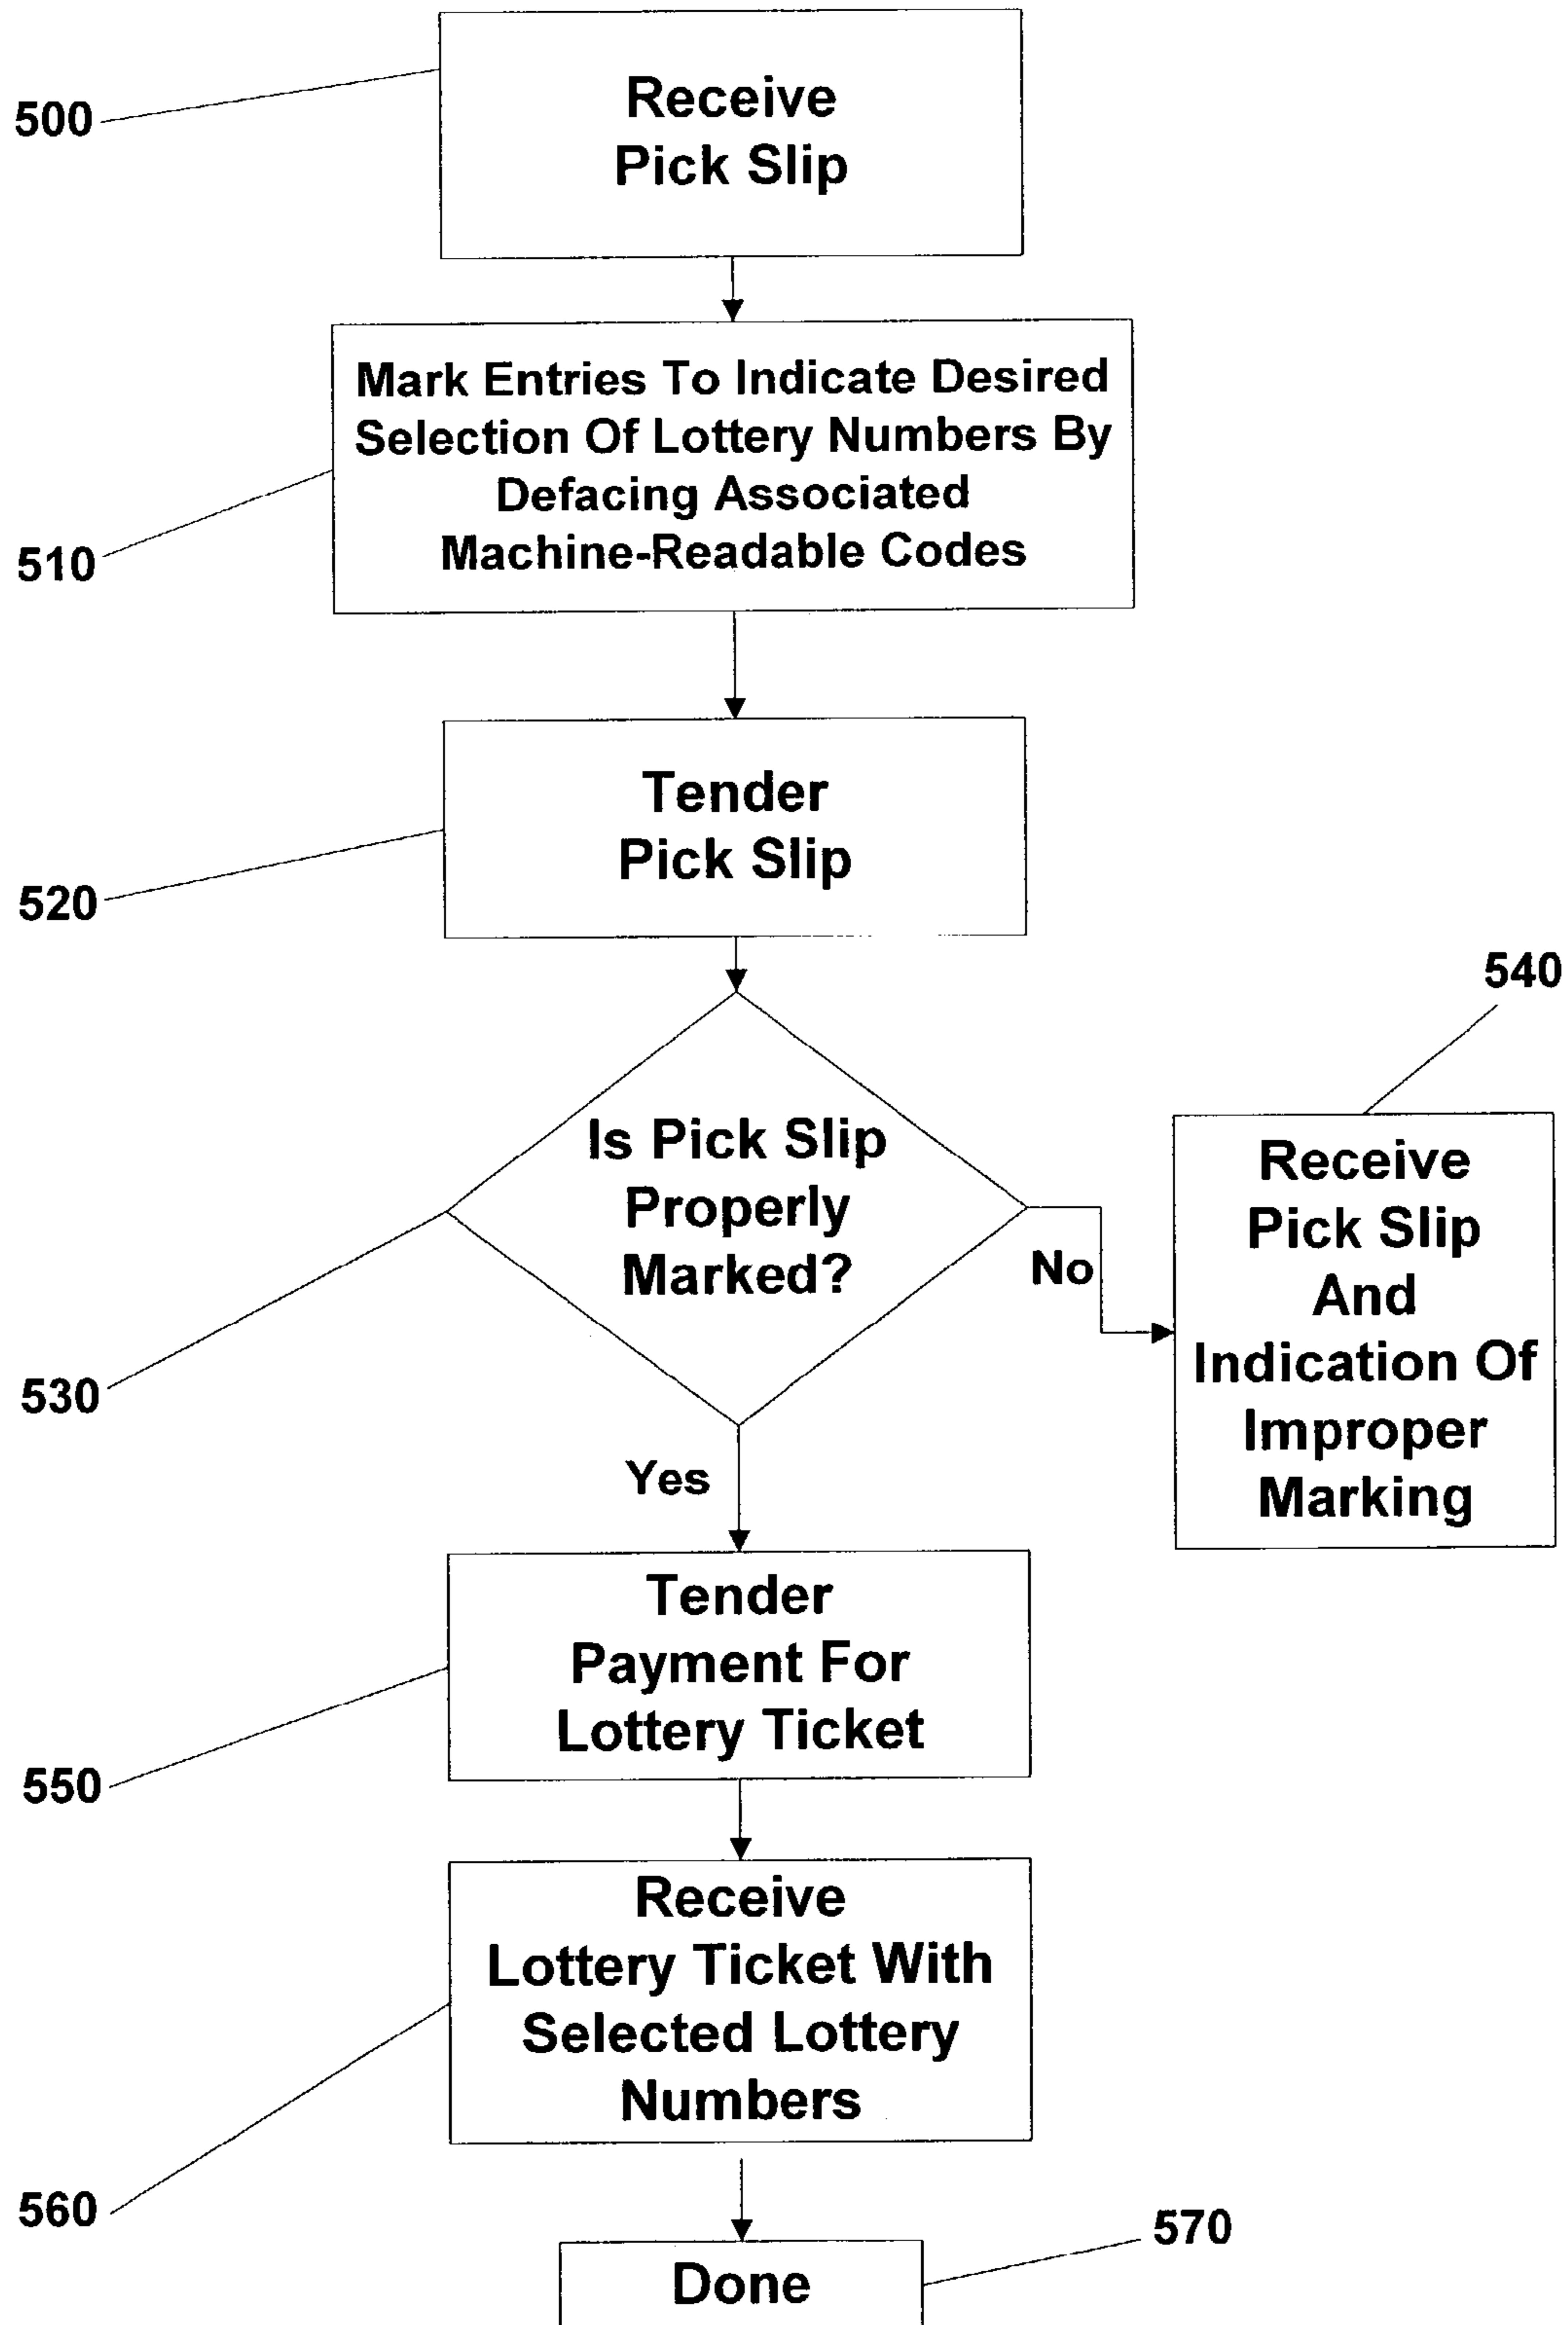 500
Receive
Pick Slip
Mark Entries To Indicate Desired
Selection Of Lottery Numbers By
Defacing Associated
Machine-Readable Codes
510
Tender
Pick Slip
520
540
Is Pick Slip
Properly
Marked?
530
No
Receive
Pick Slip
And
Indication Of
Improper
Marking
Yes
Tender
Payment For
Lottery Ticket
550
Receive
Lottery Ticket With
Selected Lottery
Numbers
560
570
Done